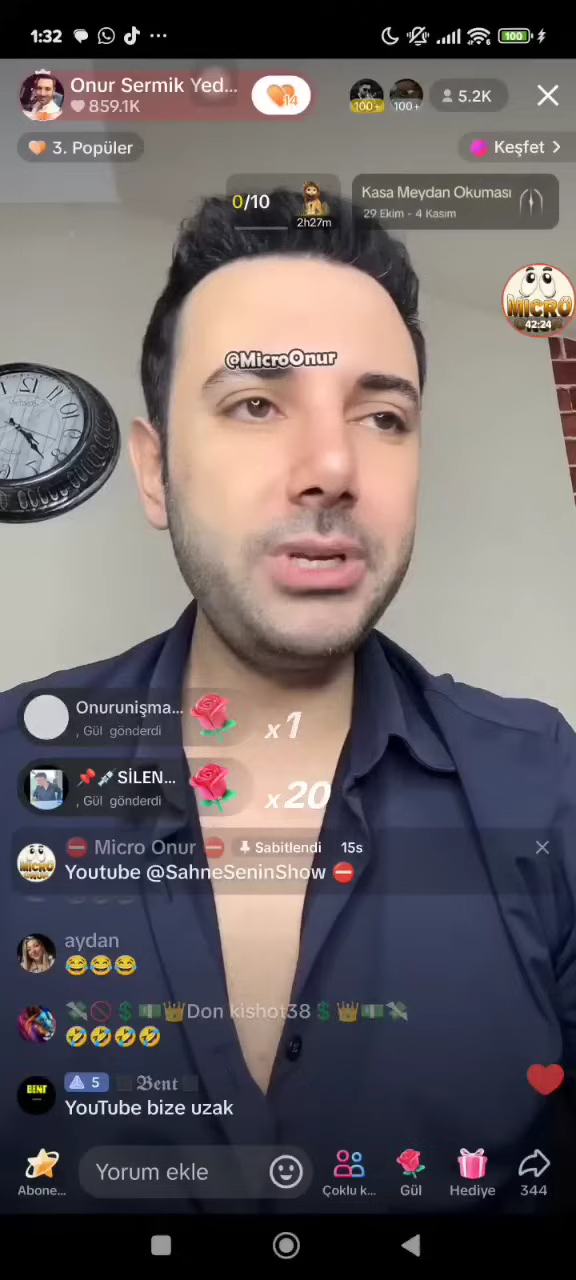 1:32
Onur Sermik Yed...
859.1K
14
100+
100+
5.2K
3. Popüler
Keşfet
0/10
2h27m
Kasa Meydan Okuması
29 Ekim - 4 Kasım
MICRO
42:24
@MicroOnur
Onurunişma...
, Gül gönderdi
x1
📌💉SİLEN...
, Gül gönderdi
x20
⛔ Micro Onur ⛔ Sabitlendi 15s
Youtube @SahneSeninShow ⛔
aydan
😂😂😂
💸🚫💲💵👑Don kishot38💲👑💵💸
🤣🤣🤣🤣
BENT
5 𝕭𝖊𝖓𝖙
YouTube bize uzak
Abone...
Yorum ekle
Çoklu k...
Gül
Hediye
344
100